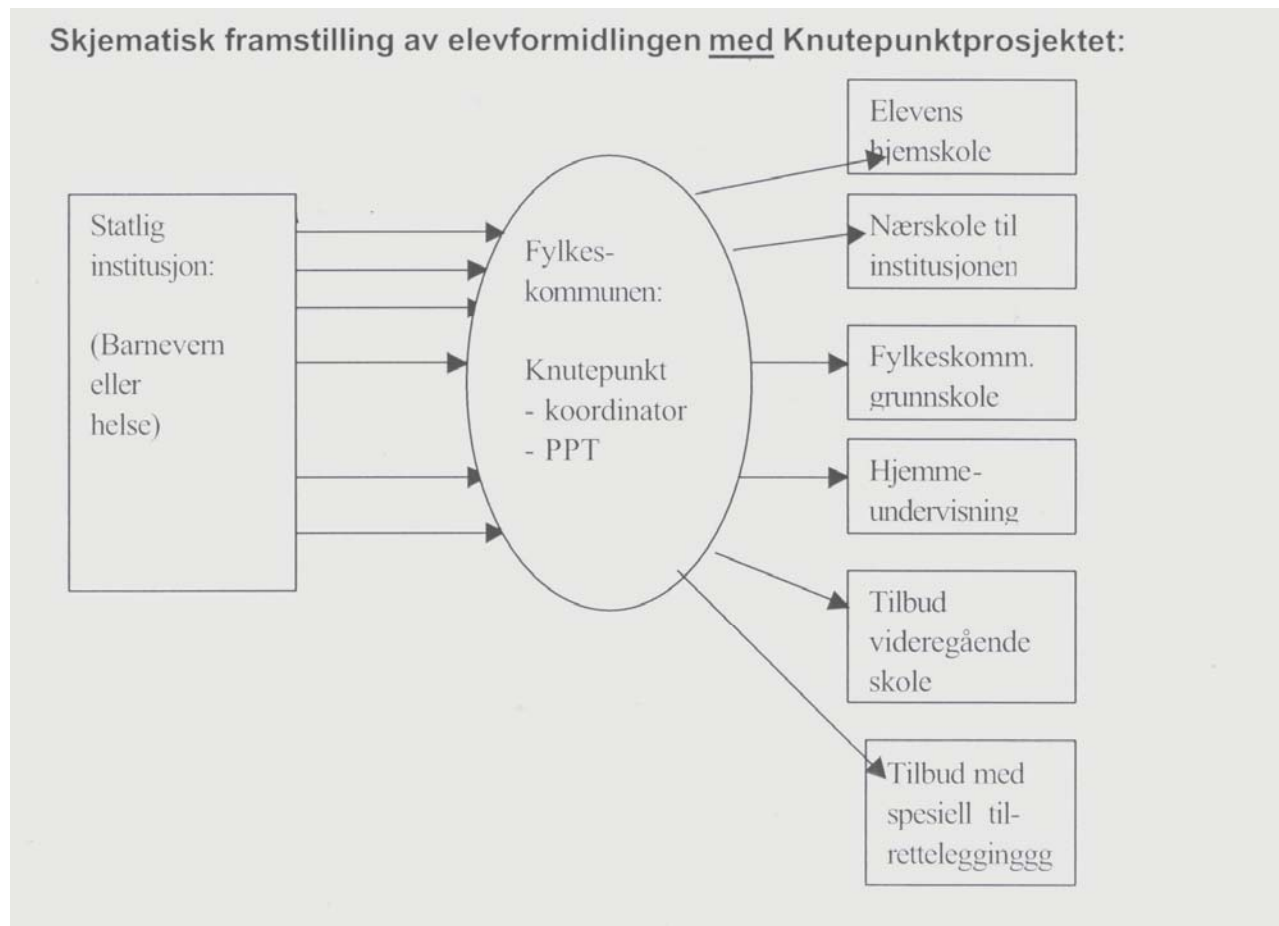 Skjematisk framstilling av elevformidlingen med Knutepunktprosjektet:
Statlig
institusjon:
(Barnevern
eller
helse)
Fylkes-
kommunen:
Knutepunkt
- koordinator
- PPT
Elevens
hjemskole
Nærskole til
institusjonen
Fylkeskomm.
grunnskole
Hjemme-
undervisning
Tilbud
videregående
skole
Tilbud med
spesiell til-
rettelegginggg